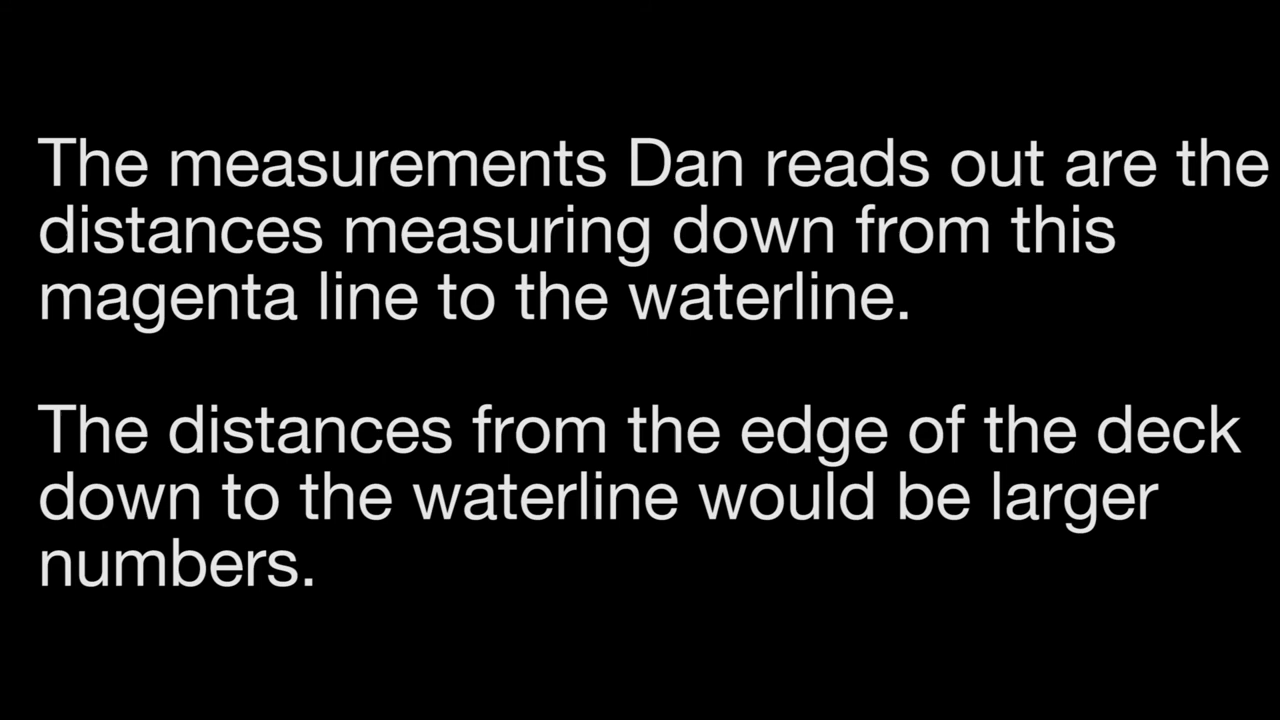 The measurements Dan reads out are the
distances measuring down from this
magenta line to the waterline.
The distances from the edge of the deck
down to the waterline would be larger
numbers.